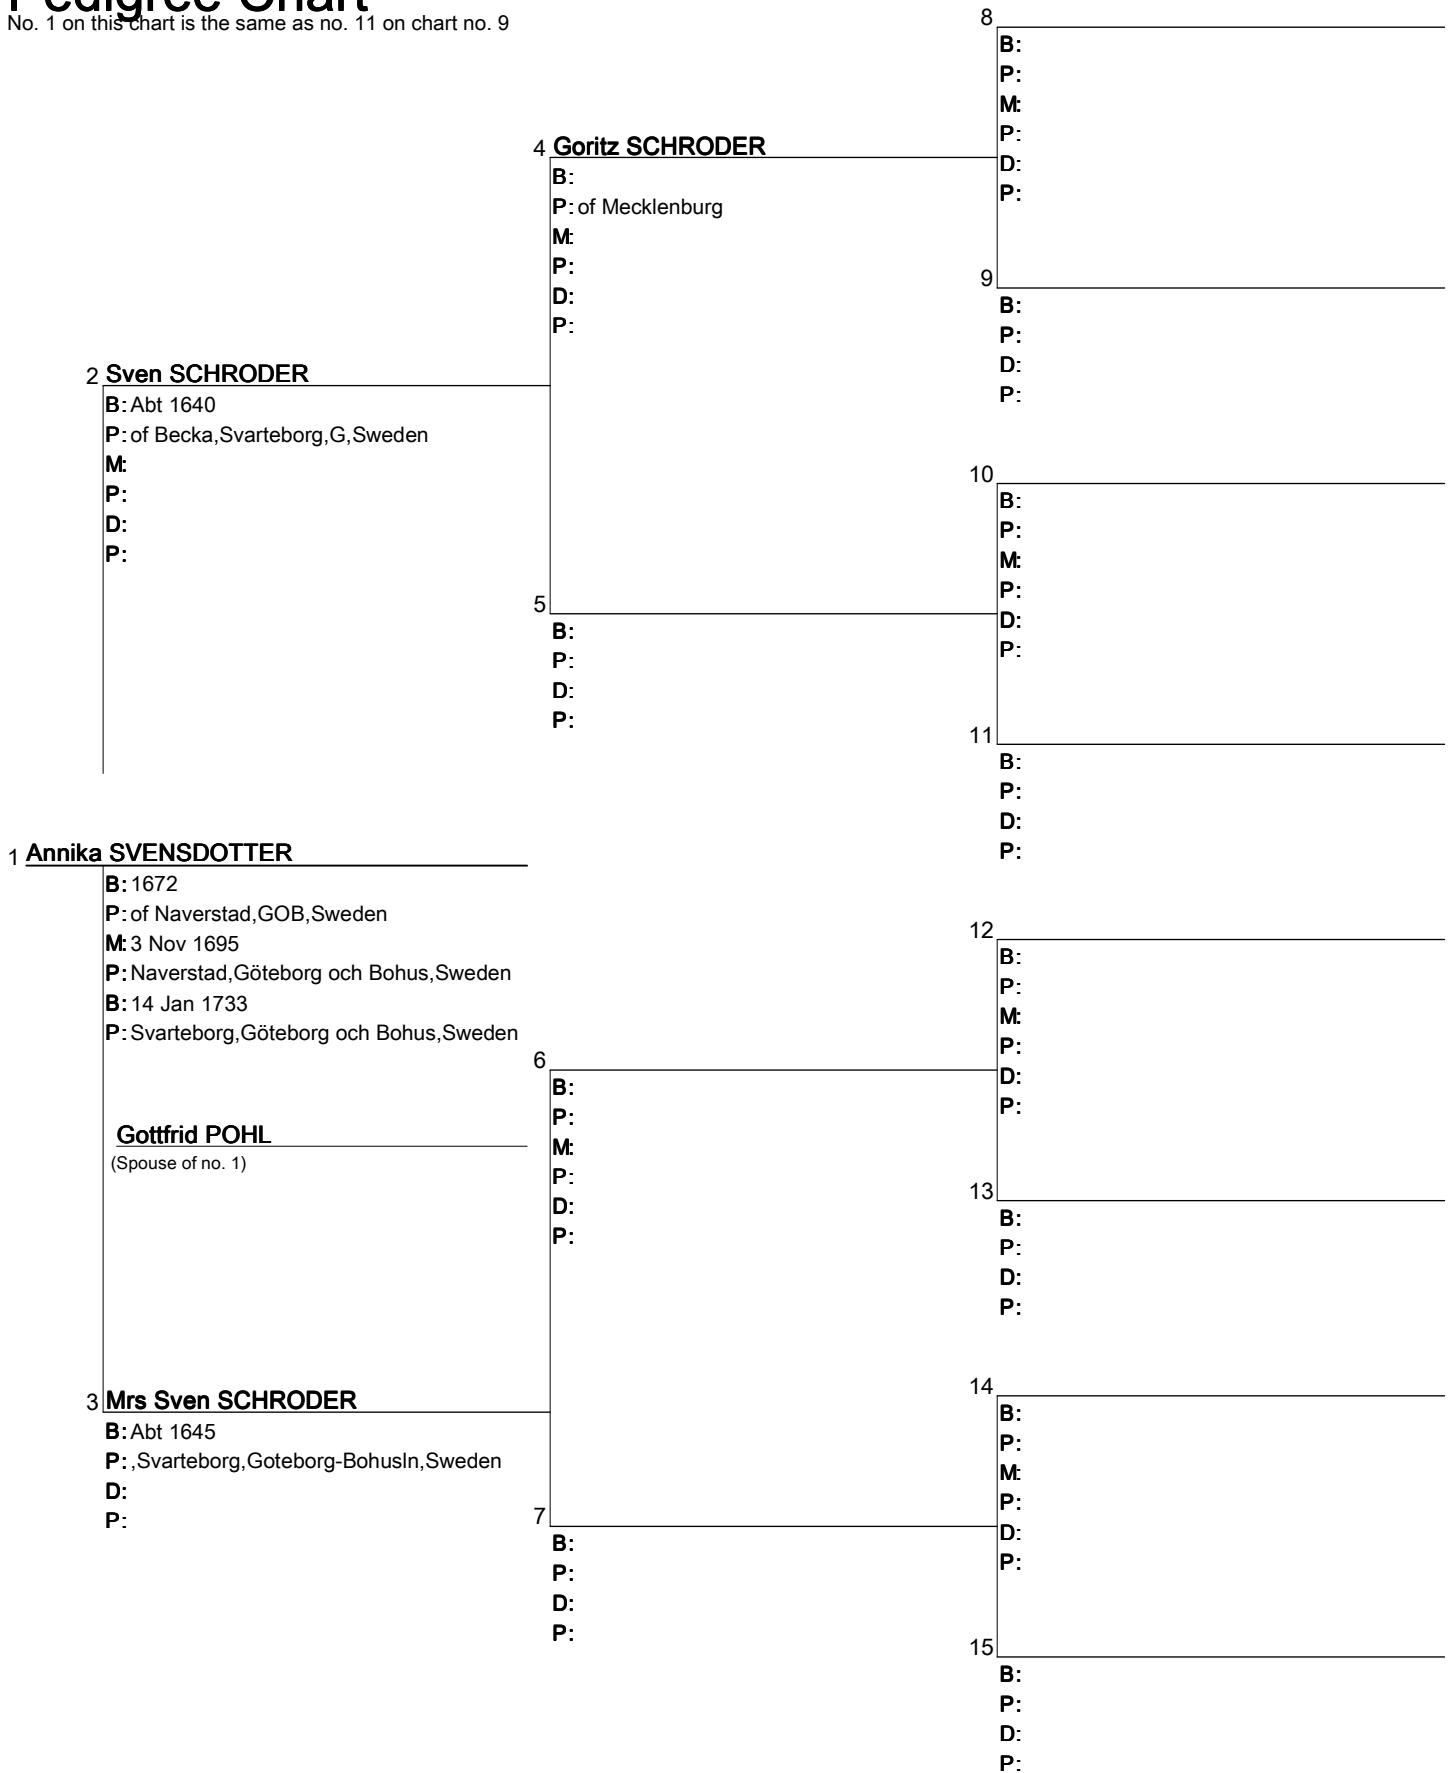 Pedigree Chart
No. 1 on this chart is the same as no. 11 on chart no. 9
8
B:
P:
M:
P:
D:
P:
4 Goritz SCHRODER
B:
P: of Mecklenburg
M:
P:
D:
P:
9
B:
P:
D:
P:
2 Sven SCHRODER
B: Abt 1640
P: of Becka,Svarteborg,G,Sweden
M:
P:
D:
P:
10
B:
P:
M:
P:
D:
P:
5
B:
P:
D:
P:
11
B:
P:
D:
P:
1 Annika SVENSDOTTER
B: 1672
P: of Naverstad,GOB,Sweden
M: 3 Nov 1695
P: Naverstad,Göteborg och Bohus,Sweden
B: 14 Jan 1733
P: Svarteborg,Göteborg och Bohus,Sweden
12
B:
P:
M:
P:
D:
P:
6
B:
P:
M:
P:
D:
P:
Gottfrid POHL
(Spouse of no. 1)
13
B:
P:
D:
P:
3 Mrs Sven SCHRODER
B: Abt 1645
P: ,Svarteborg,Goteborg-Bohusln,Sweden
D:
P:
14
B:
P:
M:
P:
D:
P:
7
B:
P:
D:
P:
15
B:
P:
D:
P: